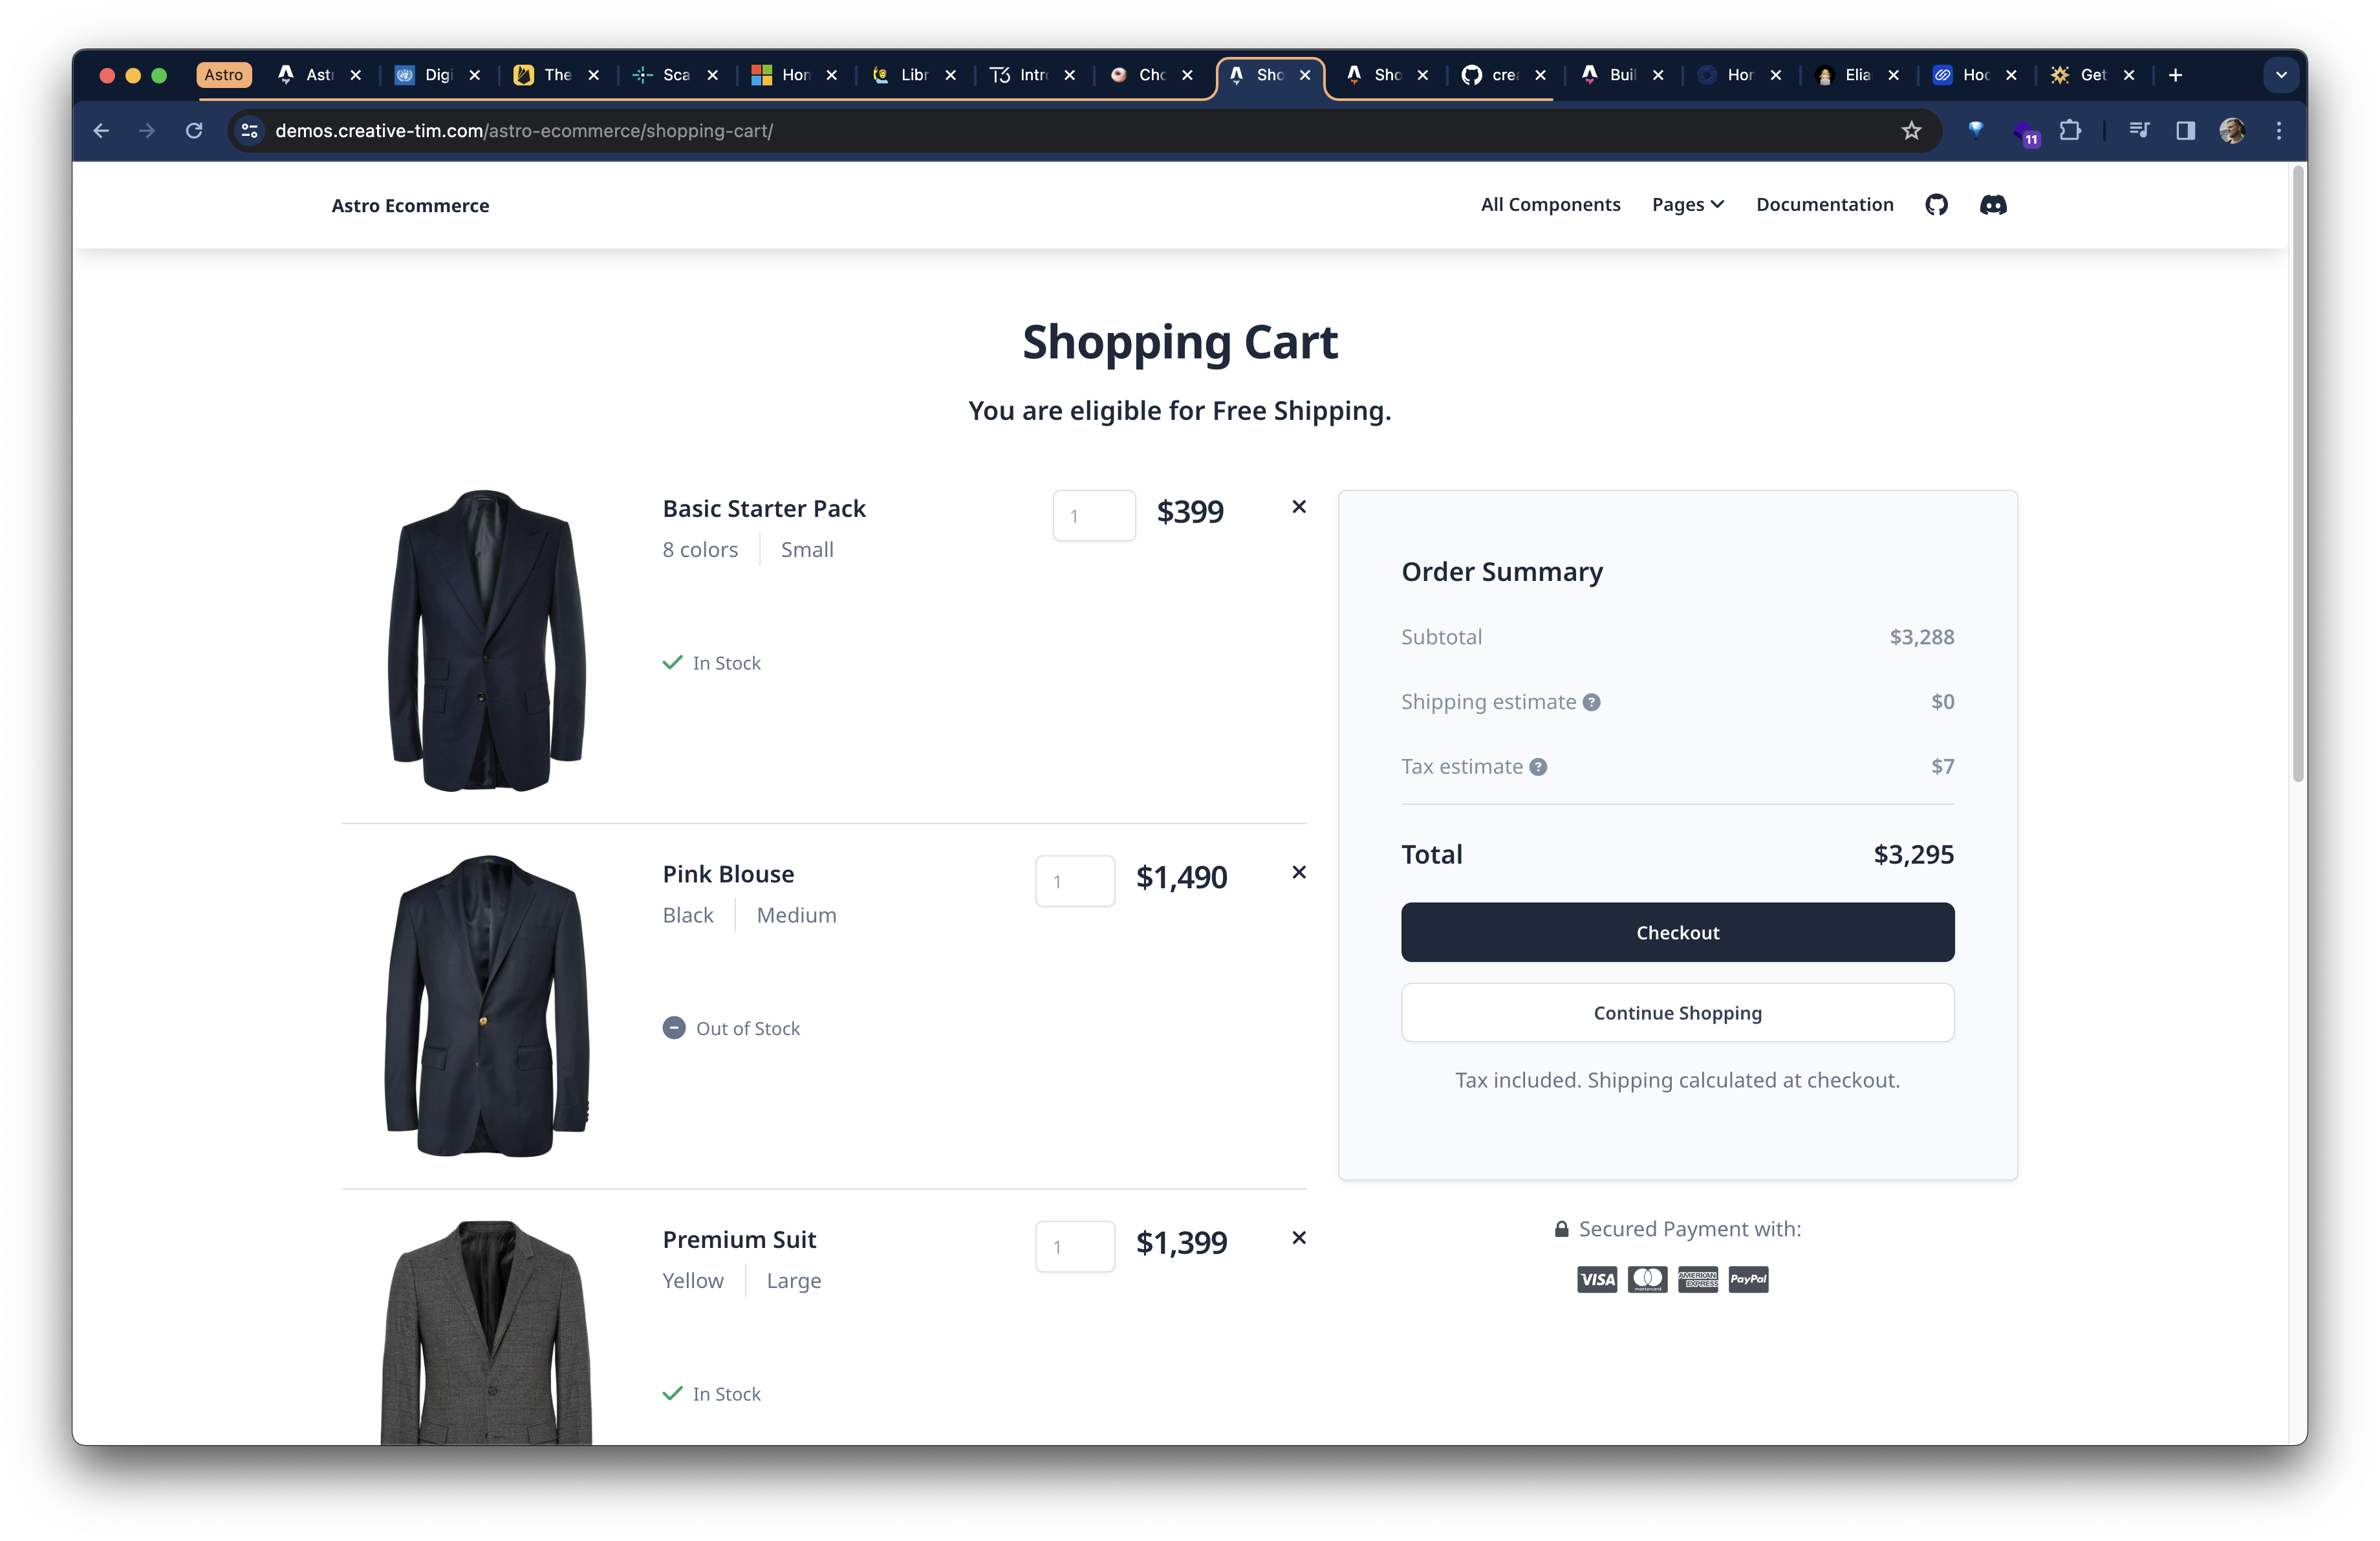 Astro Ast Digi The Sca Hon Libr Intr Cho Sho Sho crea Buil Hor Elia Hoc Get
demos.creative-tim.com/astro-ecommerce/shopping-cart/
11
Astro Ecommerce
All Components Pages Documentation
Shopping Cart
You are eligible for Free Shipping.
Basic Starter Pack
1 $399
8 colors Small
In Stock
Pink Blouse
1 $1,490
Black Medium
Out of Stock
Premium Suit
1 $1,399
Yellow Large
In Stock
Order Summary
Subtotal $3,288
Shipping estimate ? $0
Tax estimate ? $7
Total $3,295
Checkout
Continue Shopping
Tax included. Shipping calculated at checkout.
Secured Payment with:
VISA mastercard AMERICAN EXPRESS PayPal